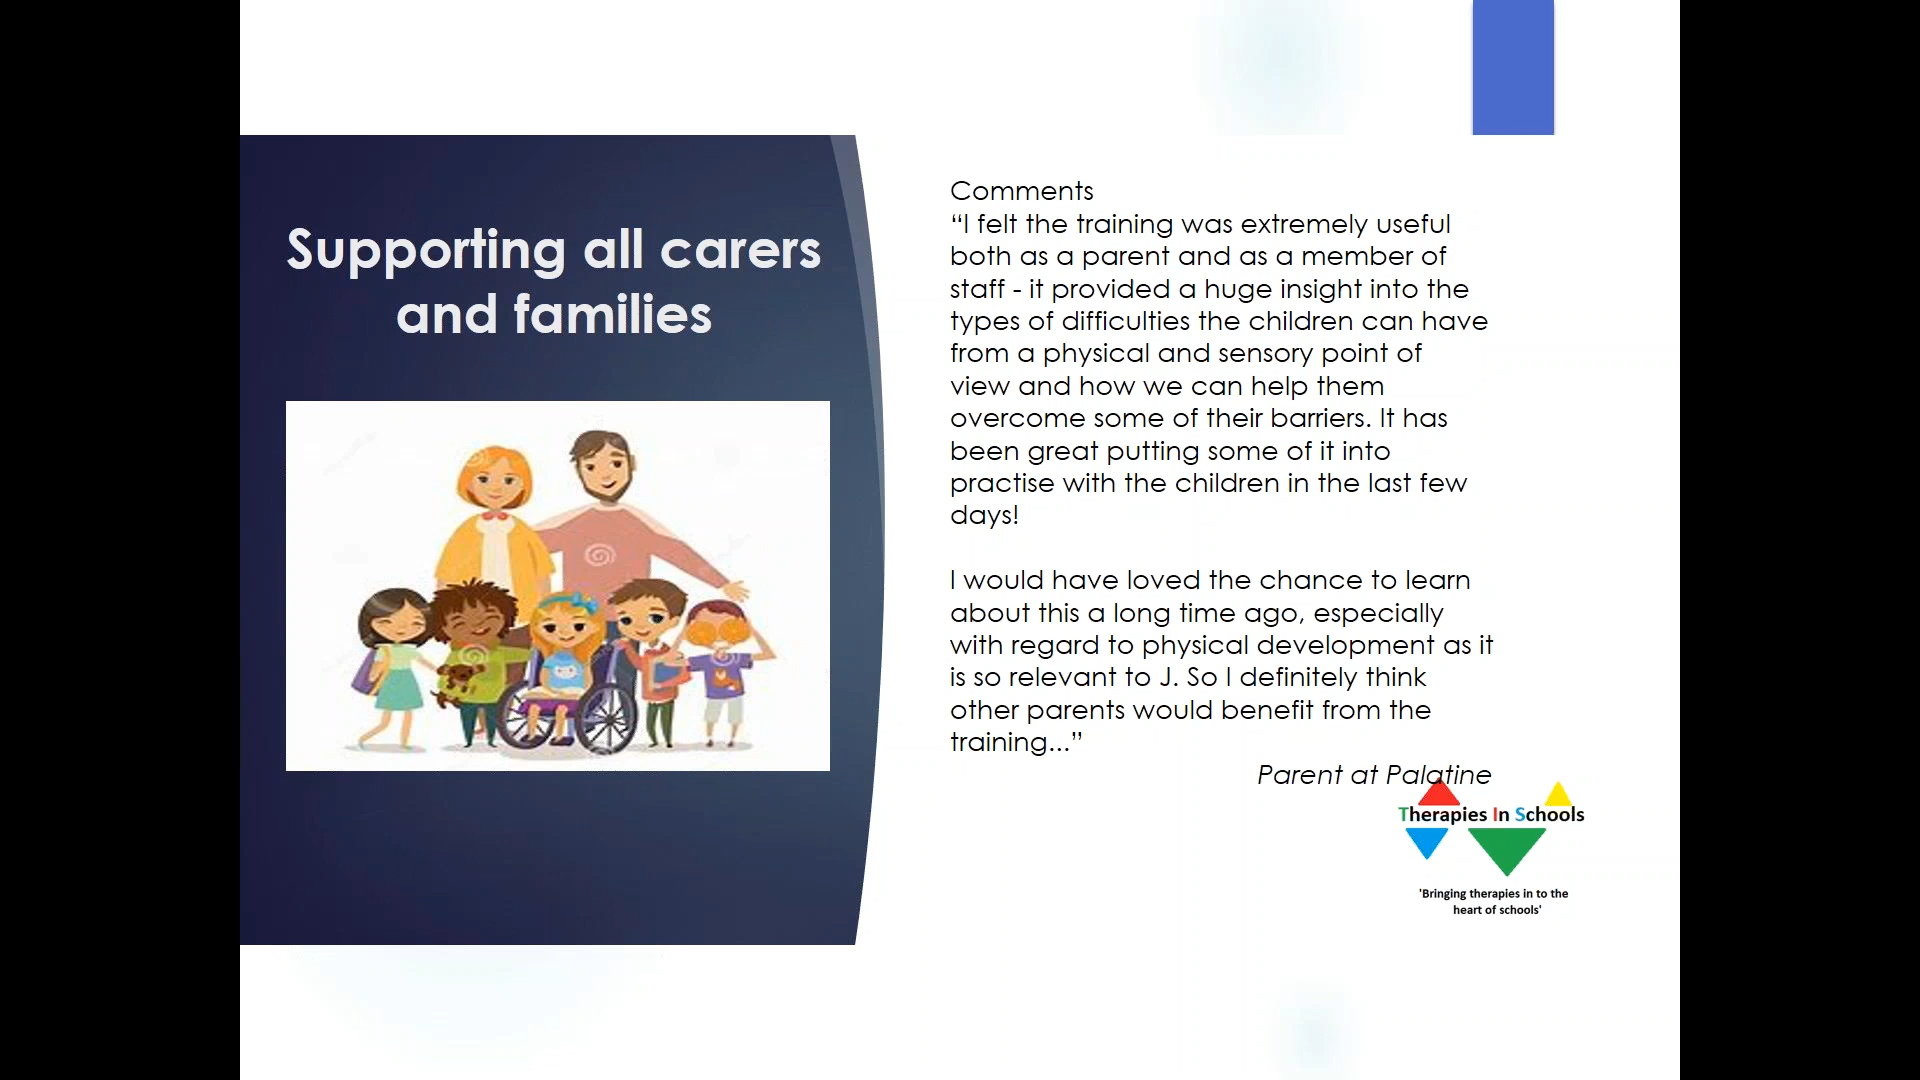 Supporting all carers
and families
Comments
“I felt the training was extremely useful
both as a parent and as a member of
staff - it provided a huge insight into the
types of difficulties the children can have
from a physical and sensory point of
view and how we can help them
overcome some of their barriers. It has
been great putting some of it into
practise with the children in the last few
days!
I would have loved the chance to learn
about this a long time ago, especially
with regard to physical development as it
is so relevant to J. So I definitely think
other parents would benefit from the
training...”
Parent at Palatine
Therapies In Schools
'Bringing therapies in to the
heart of schools'